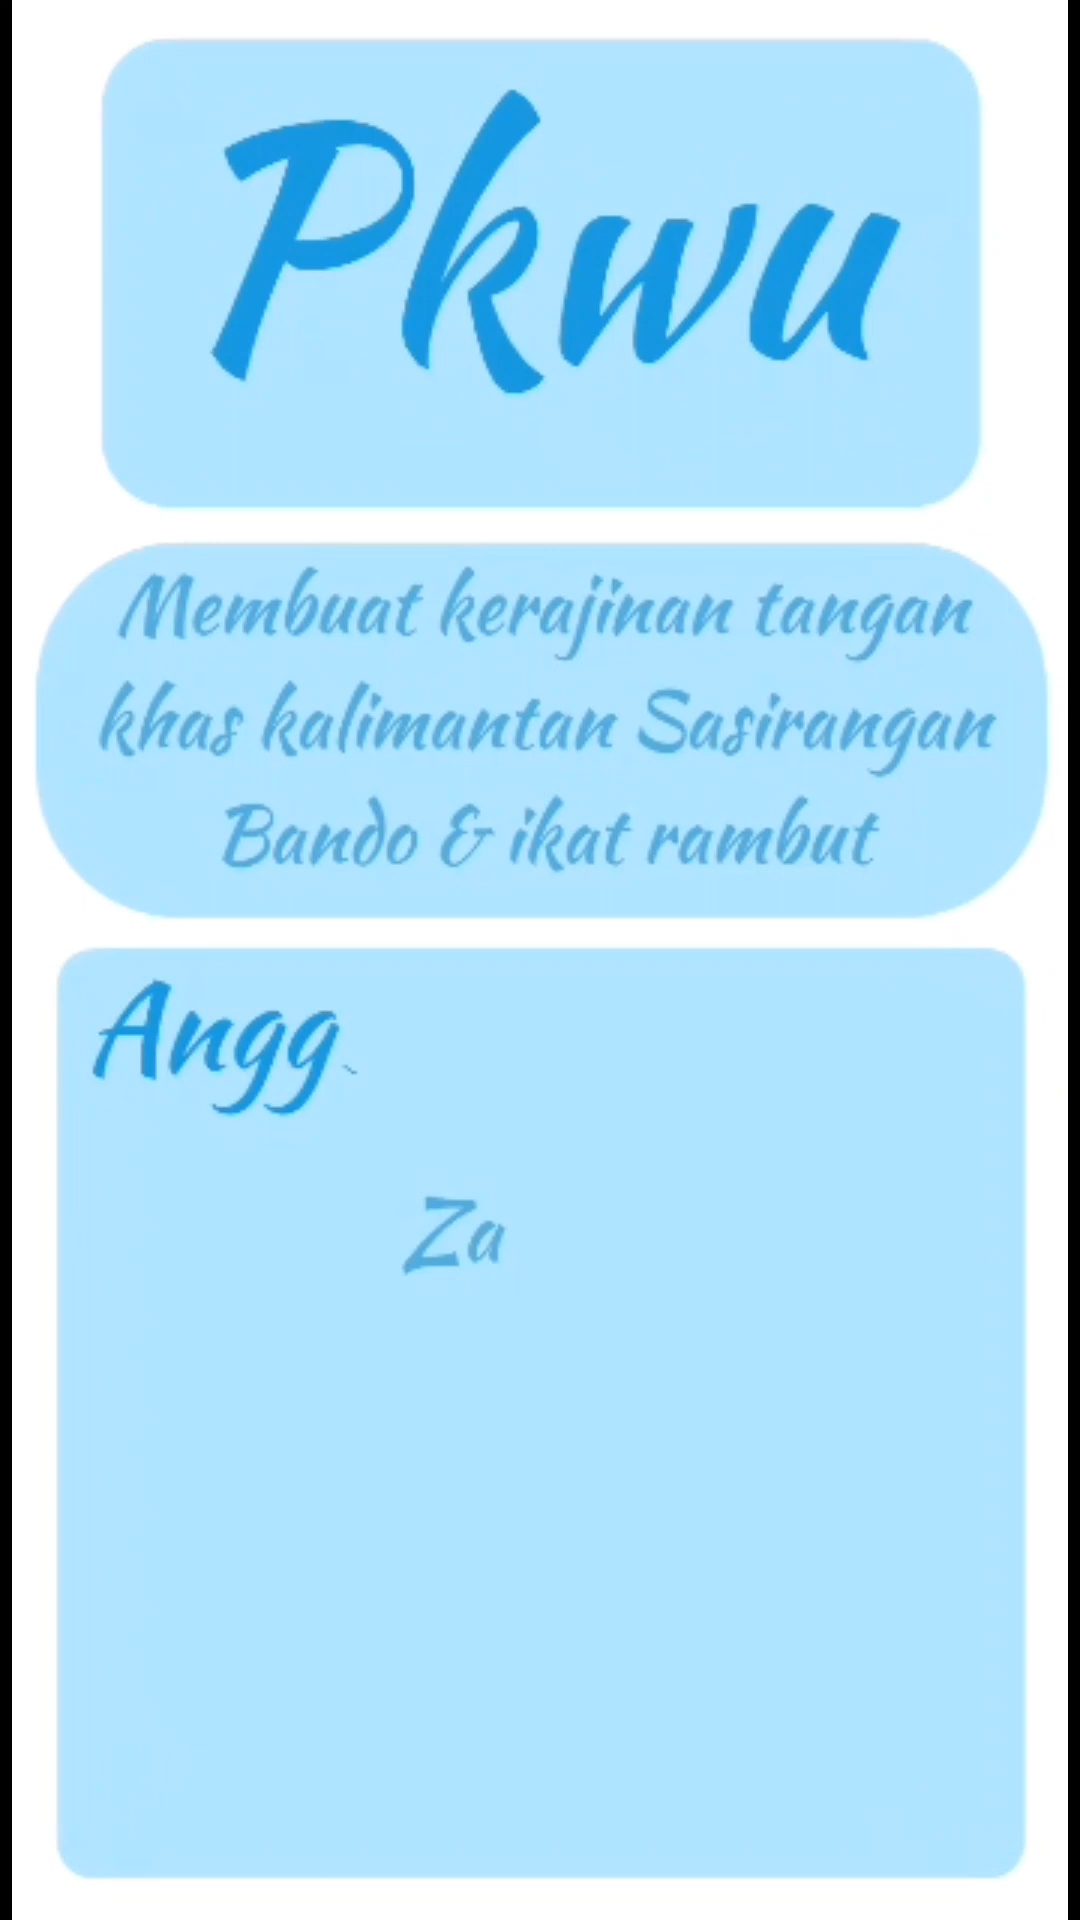 Pkwu
Membuat kerajinan tangan
khas kalimantan Sasirangan
Bando & ikat rambut
Angg
Za